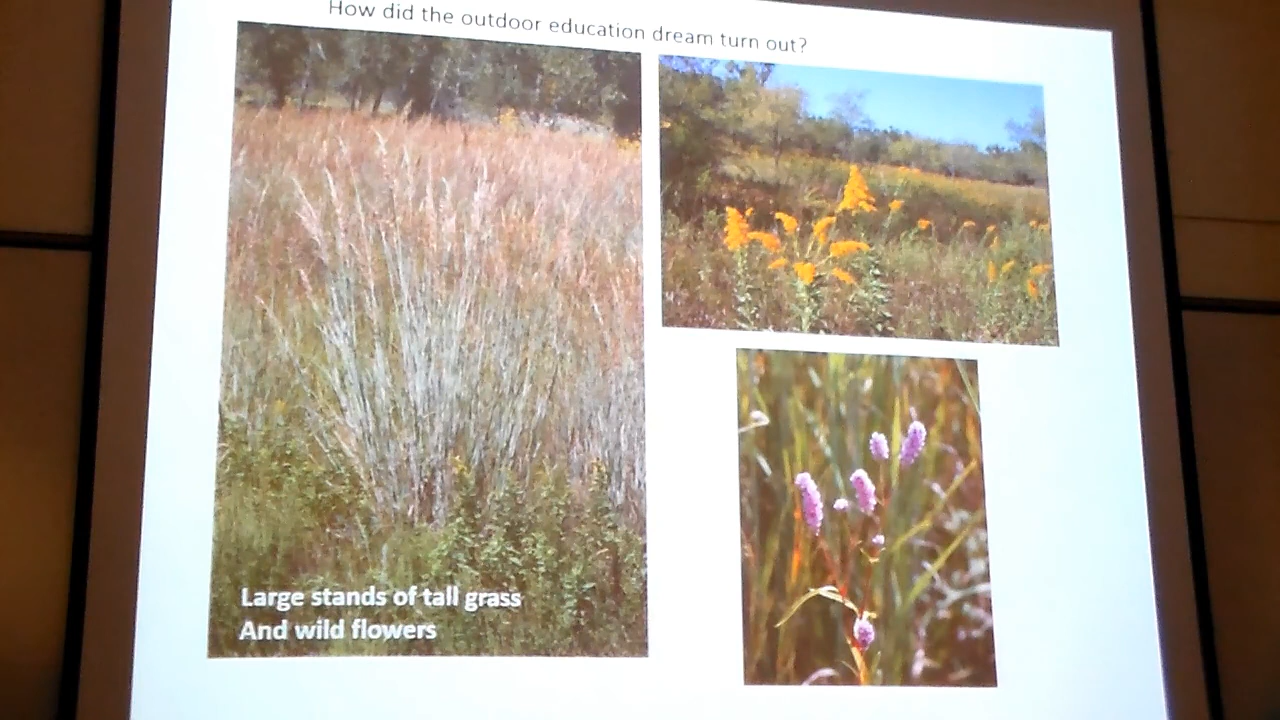 How did the outdoor education dream turn out?
Large stands of tall grass
And wild flowers